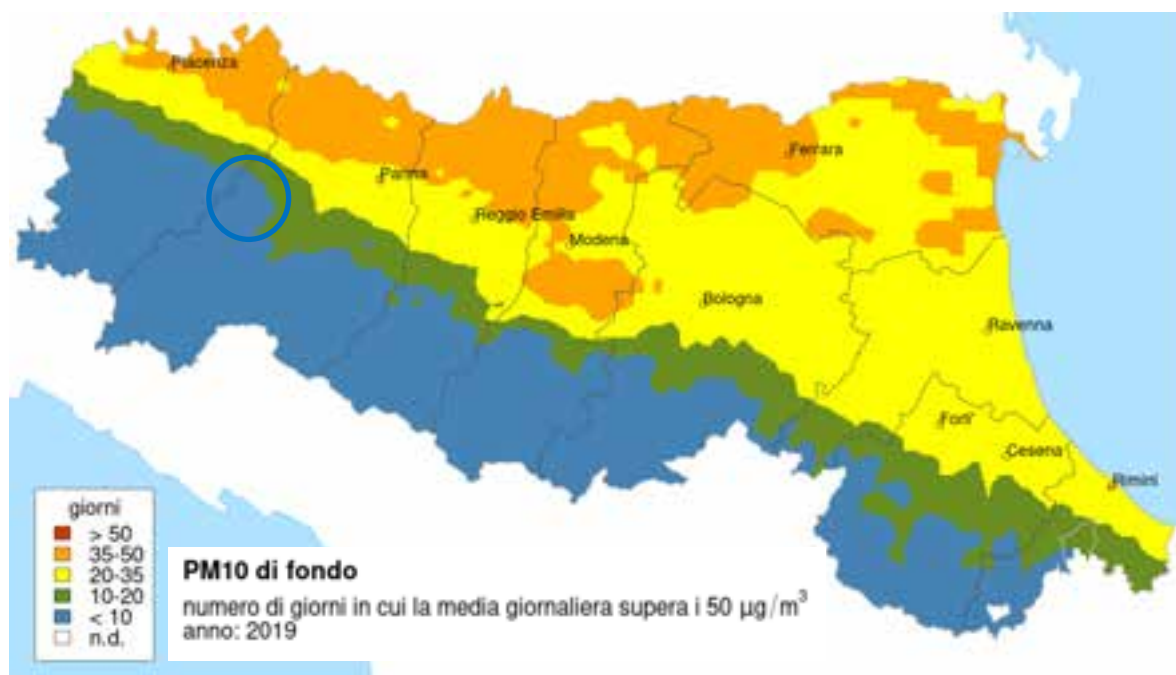 Piacenza
Ferrara
Parma
Reggio Emilia
Modena
Bologna
Ravenna
Forlì'
Cesena
Rimini
giorni
> 50
35-50
20-35
10-20
< 10
n.d.
PM10 di fondo
numero di giorni in cui la media giornaliera supera i 50 µg/m³
anno: 2019